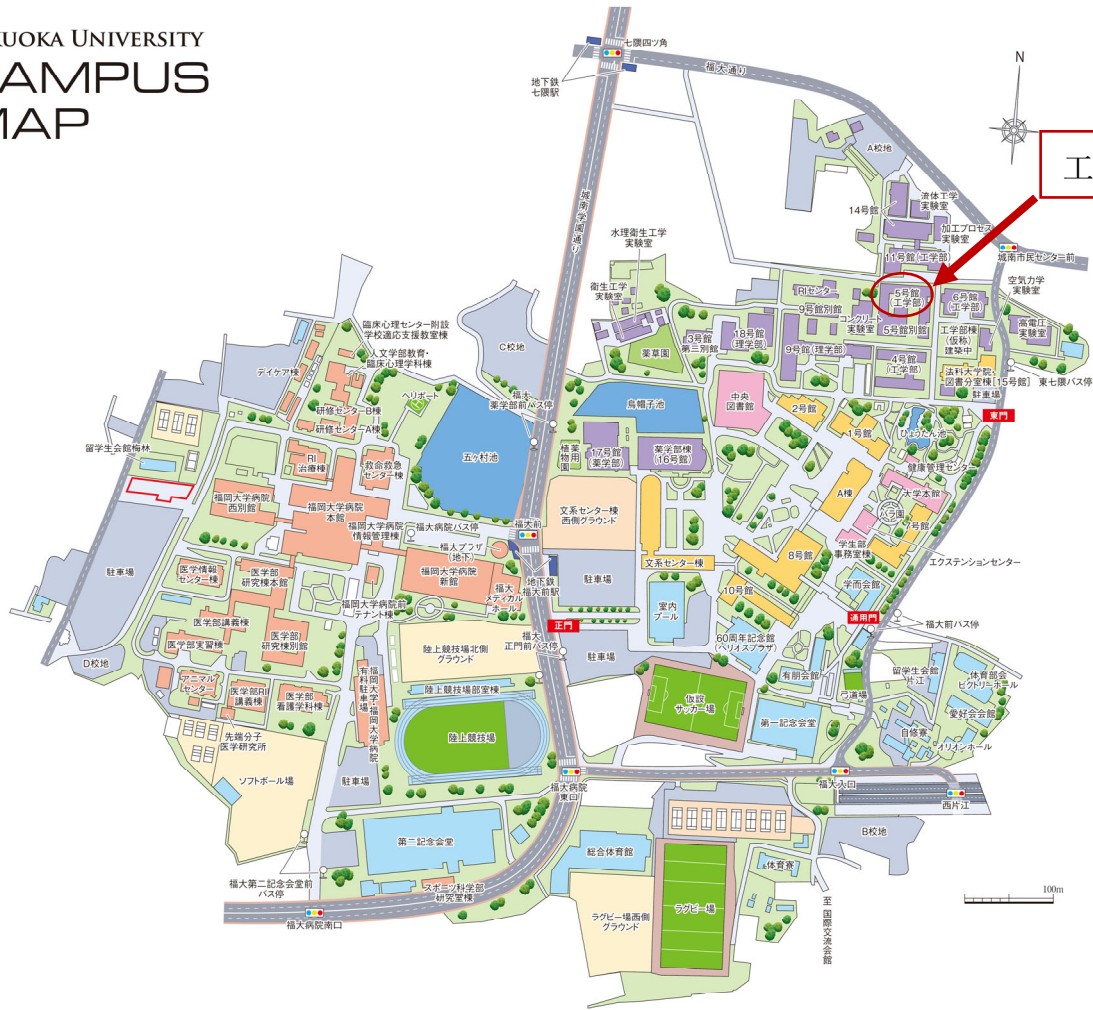 KUOKA UNIVERSITY
AMPUS
MAP
七隈四ツ角
地下鉄
七隈駅
福大通り
N
A校地
工
流体工学
実験室
14号館
加工プロセス
実験室
11号館(工学部)
城南市民センター前
城南学園通り
水理衛生工学
実験室
衛生工学
実験室
RIセンター
9号館別館
コンクリート
実験室
5号館
(工学部)
5号館別館
6号館
(工学部)
空気力学
実験室
高電圧
実験室
工学部棟
(仮称)
建築中
3号館
第三別館
18号館
(理学部)
9号館(理学部)
4号館
(工学部)
法科大学院
図書分室棟[15号館]
東七隈バス停
駐車場
東門
薬草園
臨床心理センター附設
学校適応支援教室棟
人文学部教育・
臨床心理学科棟
デイケア棟
C校地
ヘリポート
研修センターB棟
研修センターA棟
福大
薬学部前バス停
烏帽子池
中央
図書館
2号館
1号館
ひょうたん池
健康管理センター
留学生会館梅林
RI
治療棟
救命救急
センター棟
五ヶ村池
薬用
植物園
17号館
(薬学部)
薬学部棟
(16号館)
A棟
大学本館
バラ園
7号館
福岡大学病院
西別館
福岡大学病院
本館
福岡大学病院
情報管理棟
福大病院バス停
福大前
文系センター棟
西側グラウンド
学生部
事務室棟
8号館
エクステンションセンター
福大プラザ
(地下)
福岡大学病院
新館
地下鉄
福大前駅
駐車場
文系センター棟
学而会館
駐車場
医学情報
センター棟
医学部
研究棟本館
福大
メディカル
ホール
10号館
室内
プール
福岡大学病院前
テナント棟
医学部講義棟
医学部
研究棟別館
医学部実習棟
正門
福大
正門前バス停
60周年記念館
(ヘリオスプラザ)
通用門
福大前バス停
D校地
陸上競技場北側
グラウンド
駐車場
有朋会館
弓道場
留学生会館
片江
体育部会
ビクトリーホール
アニマル
センター
医学部RI
講義棟
医学部
看護学科棟
福岡大学・福岡大学病院
有料駐車場
陸上競技場部室棟
仮設
サッカー場
第一記念会堂
愛好会会館
自修寮
オリオンホール
先端分子
医学研究所
陸上競技場
ソフトボール場
駐車場
福大病院
東口
福大入口
西片江
第二記念会堂
総合体育館
B校地
体育寮
福大第二記念会堂前
バス停
スポーツ科学部
研究室棟
ラグビー場西側
グラウンド
ラグビー場
至 国際交流会館
100m
福大病院南口